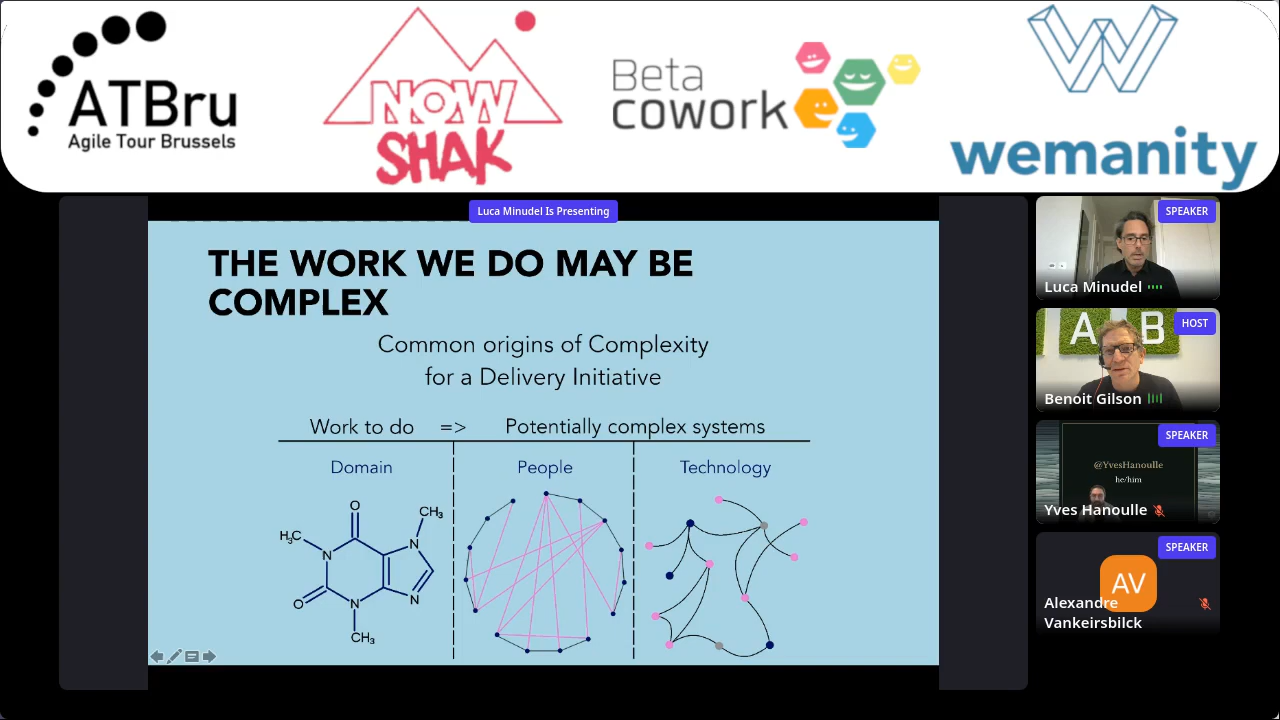 ATBru
Agile Tour Brussels
NOW
SHAK
Beta
cowork
wemanity
Luca Minudel Is Presenting
THE WORK WE DO MAY BE
COMPLEX
Common origins of Complexity
for a Delivery Initiative
Work to do => Potentially complex systems
Domain People Technology
O
CH₃
H₃C
N
N
O
N
N
CH₃
SPEAKER
Luca Minudel
A B
HOST
Benoit Gilson
SPEAKER
@YvesHanoulle
he/him
Yves Hanoulle
SPEAKER
AV
Alexandre
Vankeirsbilck